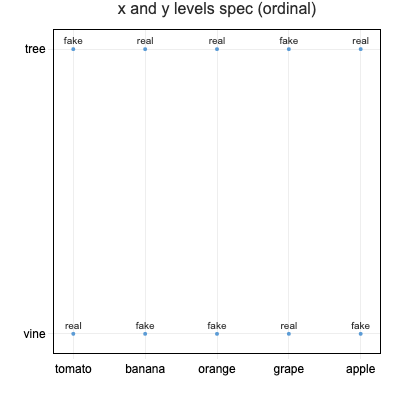 x and y levels spec (ordinal)
tree
fake real real fake real
vine
real fake fake real fake
tomato banana orange grape apple